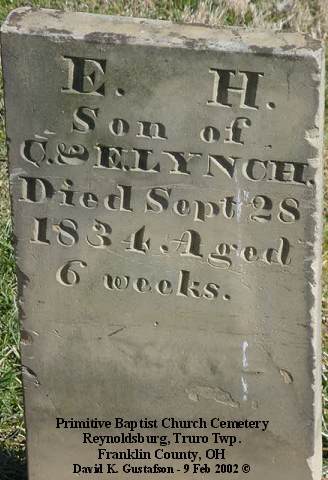 E. H.
Son of
C. & E. LYNCH.
Died Sept 28
1834. Aged
6 weeks.
Primitive Baptist Church Cemetery
Reynoldsburg, Truro Twp.
Franklin County, OH
David K. Gustafson - 9 Feb 2002 ©